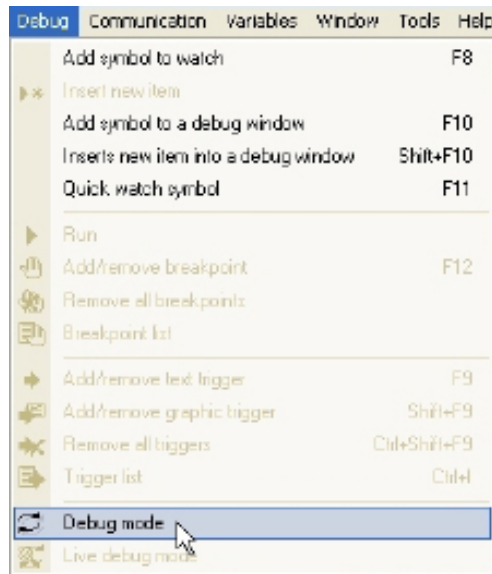 Debug Communication Variables Window Tools Help
Add symbol to watch F8
Insert new item
Add symbol to a debug window F10
Inserts new item into a debug window Shift+F10
Quick watch symbol F11
Run
Add/remove breakpoint F12
Remove all breakpoints
Breakpoint list
Add/remove text trigger F9
Add/remove graphic trigger Shift+F9
Remove all triggers Ctrl+Shift+F9
Trigger list Ctrl+I
Debug mode
Live debug mode